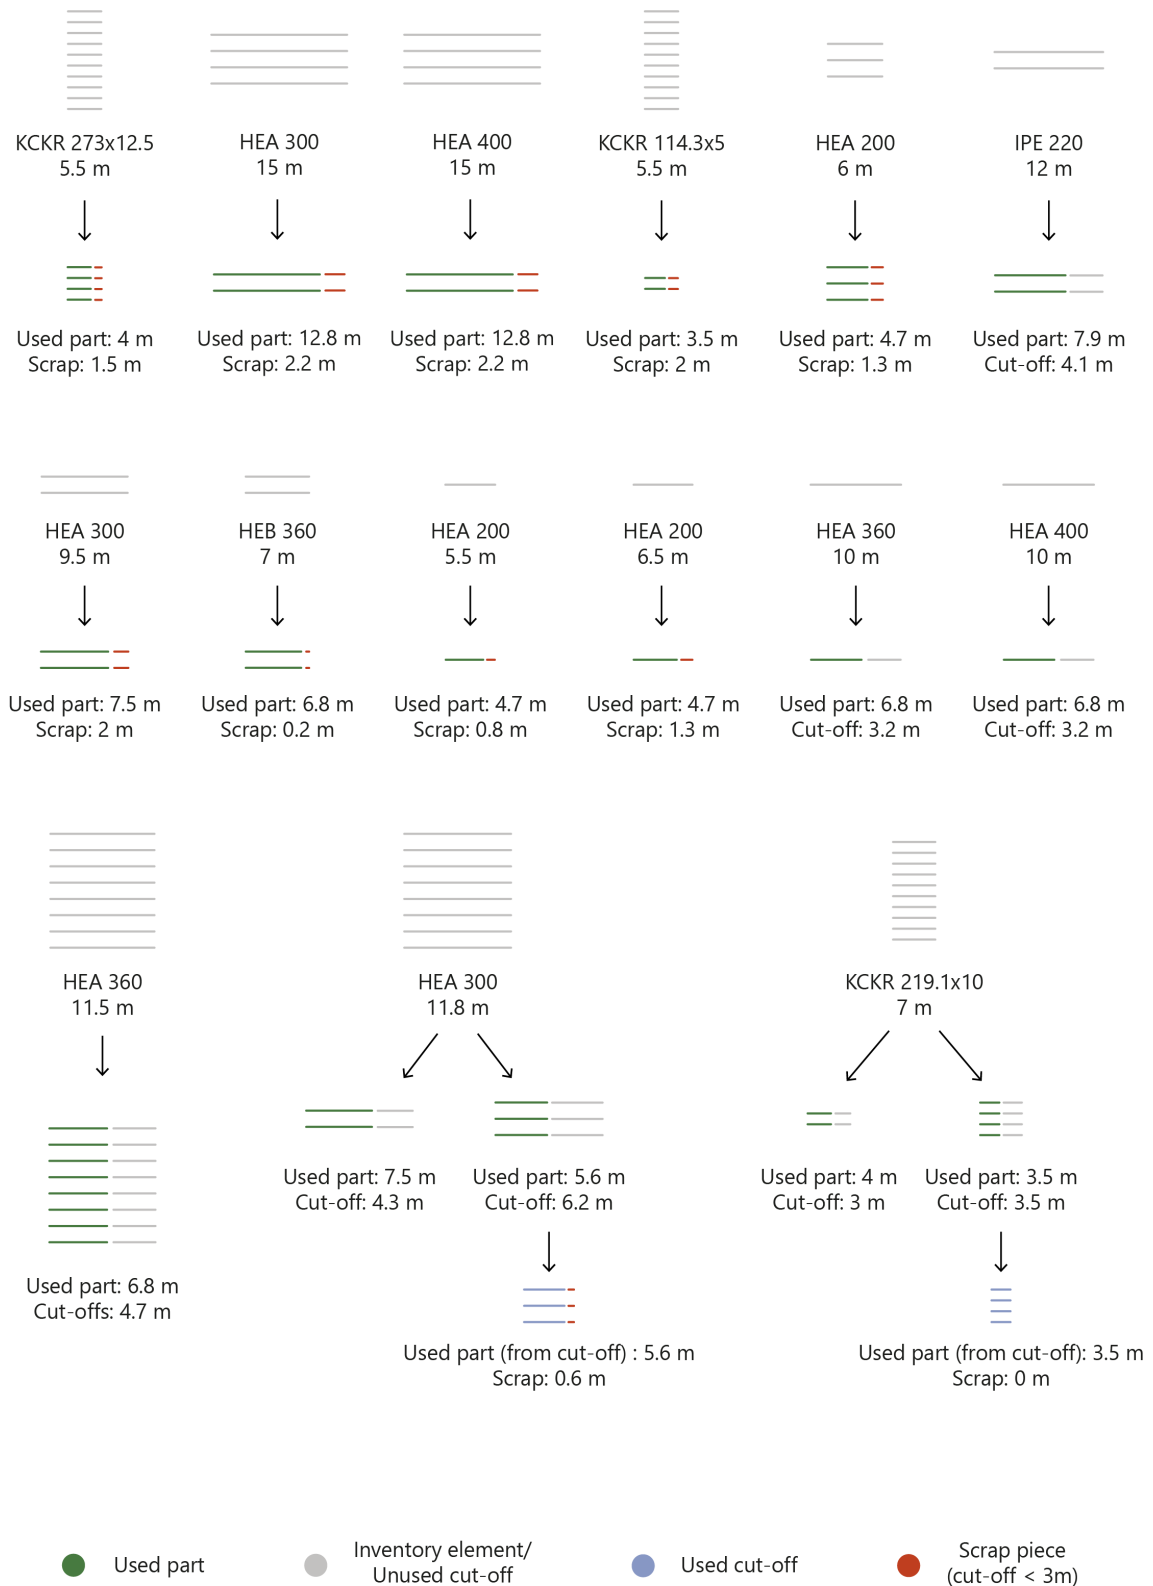 KCKR 273x12.5
5.5 m
HEA 300
15 m
HEA 400
15 m
KCKR 114.3x5
5.5 m
HEA 200
6 m
IPE 220
12 m
Used part: 4 m
Scrap: 1.5 m
Used part: 12.8 m
Scrap: 2.2 m
Used part: 12.8 m
Scrap: 2.2 m
Used part: 3.5 m
Scrap: 2 m
Used part: 4.7 m
Scrap: 1.3 m
Used part: 7.9 m
Cut-off: 4.1 m
HEA 300
9.5 m
HEB 360
7 m
HEA 200
5.5 m
HEA 200
6.5 m
HEA 360
10 m
HEA 400
10 m
Used part: 7.5 m
Scrap: 2 m
Used part: 6.8 m
Scrap: 0.2 m
Used part: 4.7 m
Scrap: 0.8 m
Used part: 4.7 m
Scrap: 1.3 m
Used part: 6.8 m
Cut-off: 3.2 m
Used part: 6.8 m
Cut-off: 3.2 m
HEA 360
11.5 m
HEA 300
11.8 m
KCKR 219.1x10
7 m
Used part: 7.5 m
Cut-off: 4.3 m
Used part: 5.6 m
Cut-off: 6.2 m
Used part: 4 m
Cut-off: 3 m
Used part: 3.5 m
Cut-off: 3.5 m
Used part: 6.8 m
Cut-offs: 4.7 m
Used part (from cut-off) : 5.6 m
Scrap: 0.6 m
Used part (from cut-off): 3.5 m
Scrap: 0 m
Used part
Inventory element/
Unused cut-off
Used cut-off
Scrap piece
(cut-off < 3m)